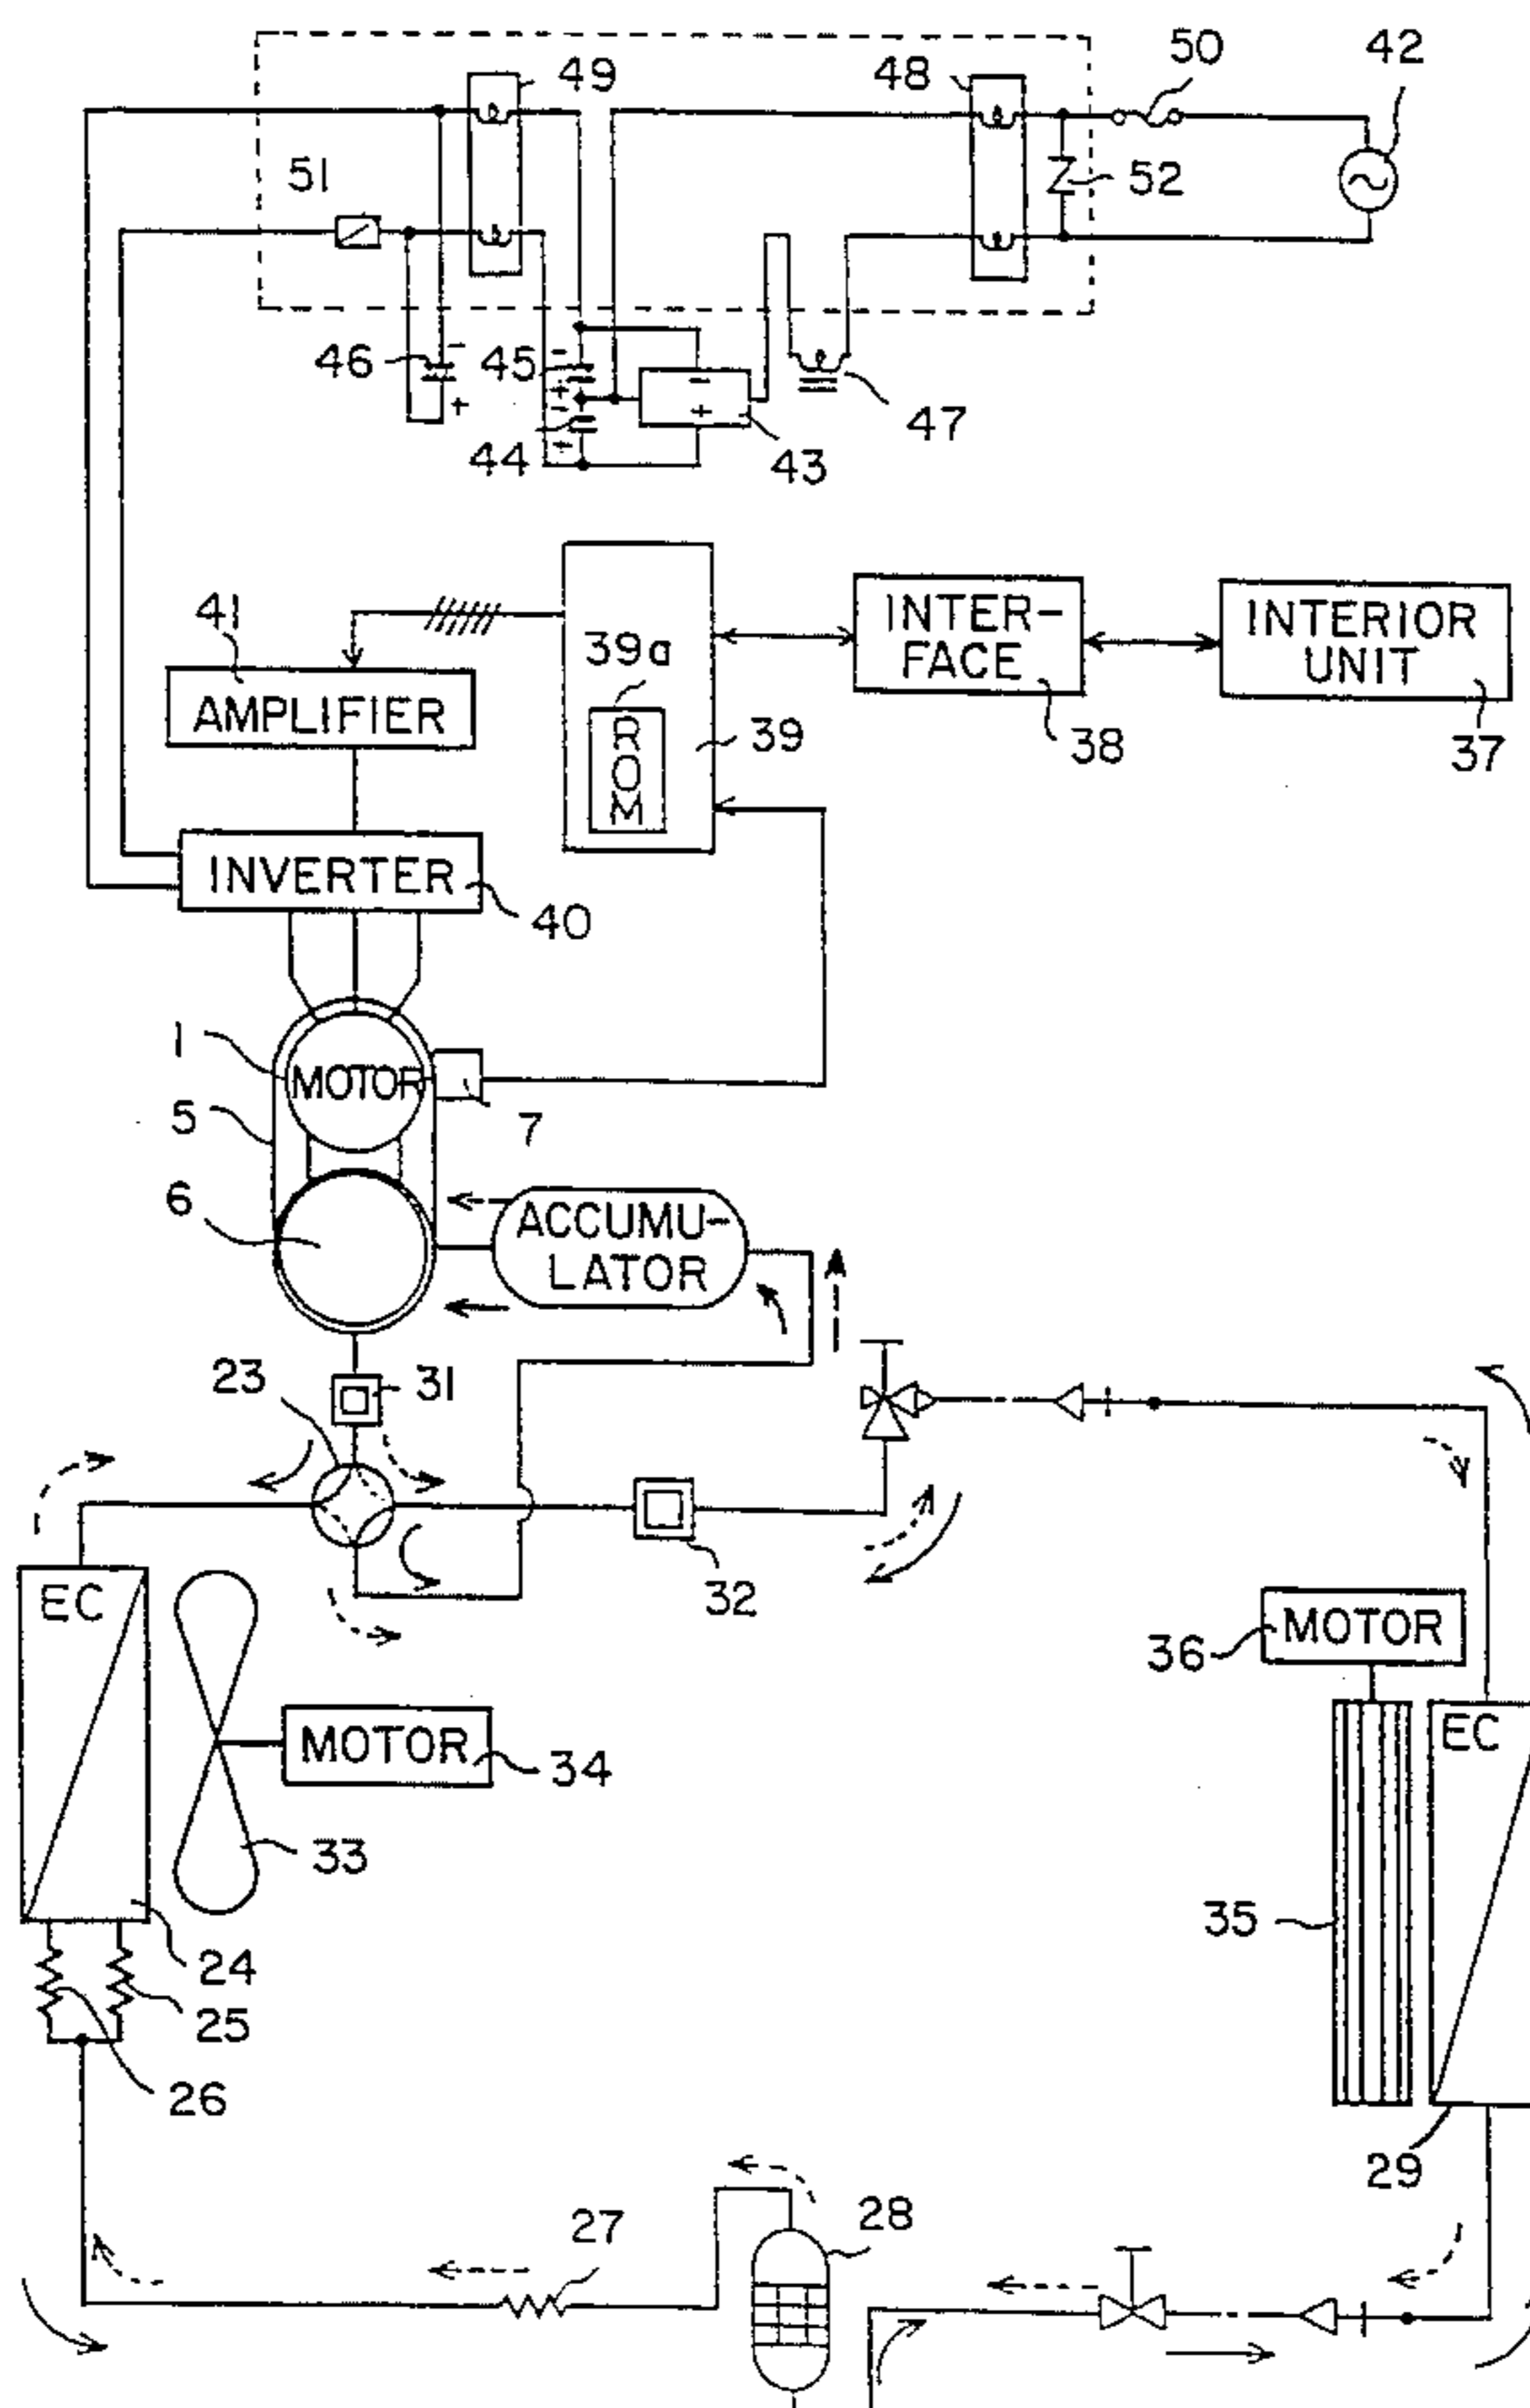 49
48
50
42
51
52
46
-
+
45
-
+
-
+
44
-
+
43
47
41
AMPLIFIER
39a
ROM
39
INTER-
FACE
38
INTERIOR
UNIT
37
INVERTER
40
1
MOTOR
7
5
6
ACCUMU-
LATOR
23
31
32
EC
MOTOR
34
33
24
25
26
36
MOTOR
EC
35
29
27
28